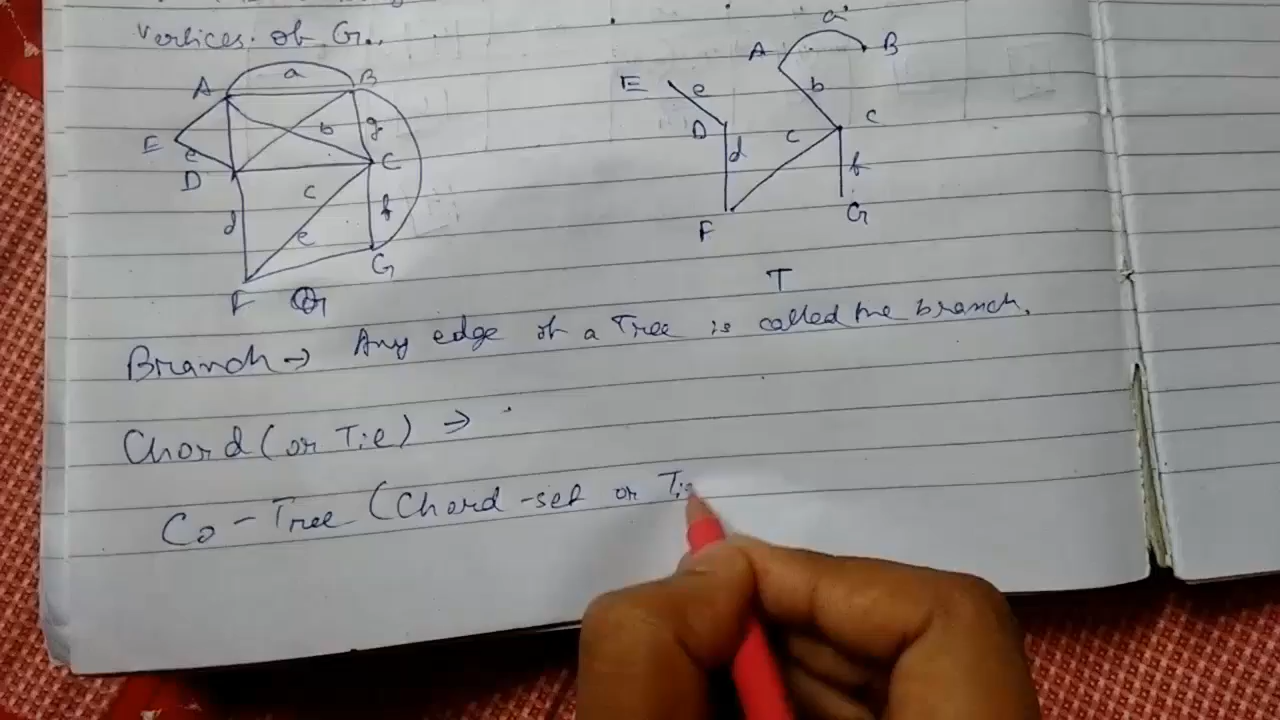 Vertices of G.
a
A B
b g
E
e
D C
c
d f
e
G
F G
a
A B
E e b
D c c
d f
F G
T
Branch → Any edge of a Tree is called the branch.
Chord (or Tie) →
Co-Tree (Chord-set or Tie